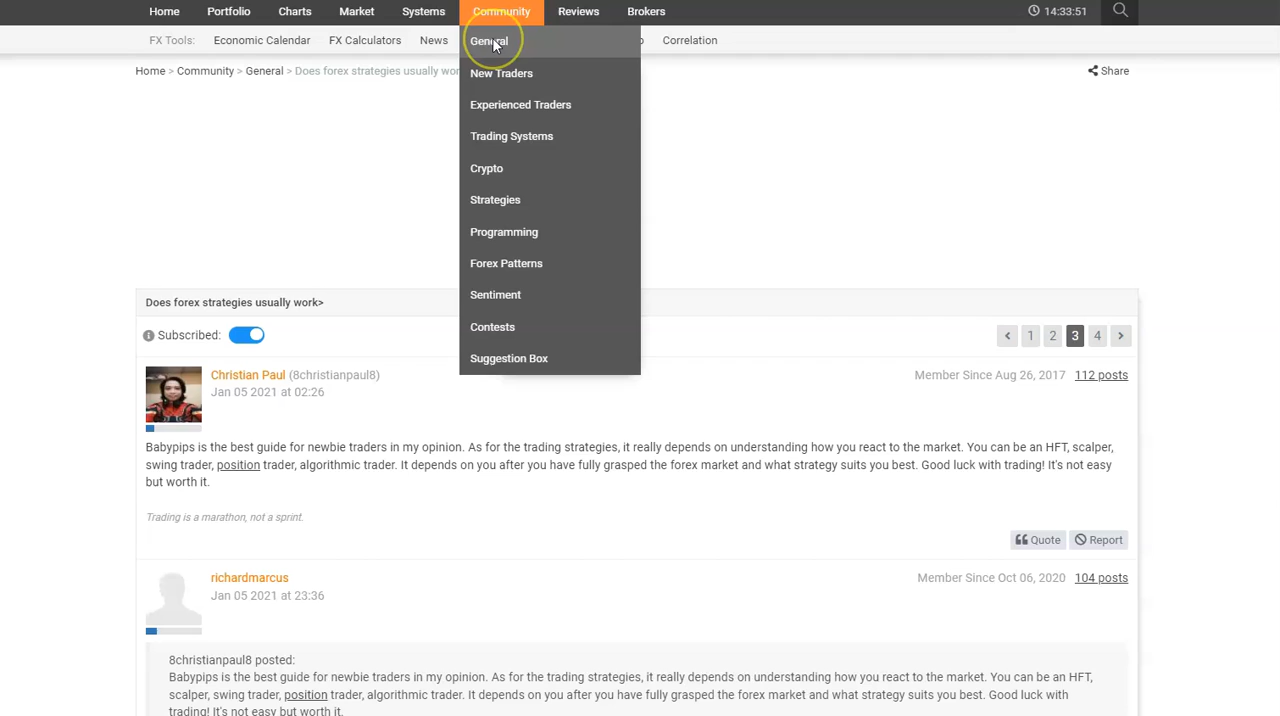 Home Portfolio Charts Market Systems Community Reviews Brokers 14:33:51
FX Tools: Economic Calendar FX Calculators News Correlation
General
New Traders
Experienced Traders
Trading Systems
Crypto
Strategies
Programming
Forex Patterns
Sentiment
Contests
Suggestion Box
Home > Community > General > Does forex strategies usually wor
Share
Does forex strategies usually work>
Subscribed: 1 2 3 4
Christian Paul (8christianpaul8) Member Since Aug 26, 2017 112 posts
Jan 05 2021 at 02:26
Babypips is the best guide for newbie traders in my opinion. As for the trading strategies, it really depends on understanding how you react to the market. You can be an HFT, scalper,
swing trader, position trader, algorithmic trader. It depends on you after you have fully grasped the forex market and what strategy suits you best. Good luck with trading! It's not easy
but worth it.
Trading is a marathon, not a sprint.
Quote Report
richardmarcus Member Since Oct 06, 2020 104 posts
Jan 05 2021 at 23:36
8christianpaul8 posted:
Babypips is the best guide for newbie traders in my opinion. As for the trading strategies, it really depends on understanding how you react to the market. You can be an HFT,
scalper, swing trader, position trader, algorithmic trader. It depends on you after you have fully grasped the forex market and what strategy suits you best. Good luck with
trading! It's not easy but worth it.